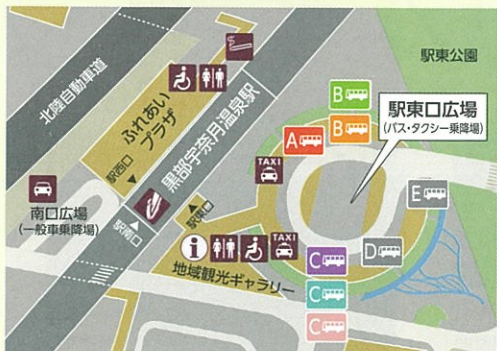 北陸自動車道
ふれあい
プラザ
駅西口
黒部宇奈月温泉駅
駅東公園
駅東口広場
(バス・タクシー乗降場)
B
B
A
TAXI
E
南口広場
(一般車乗降場)
駅南口
駅東口
i
TAXI
地域観光ギャラリー
C
D
C
C